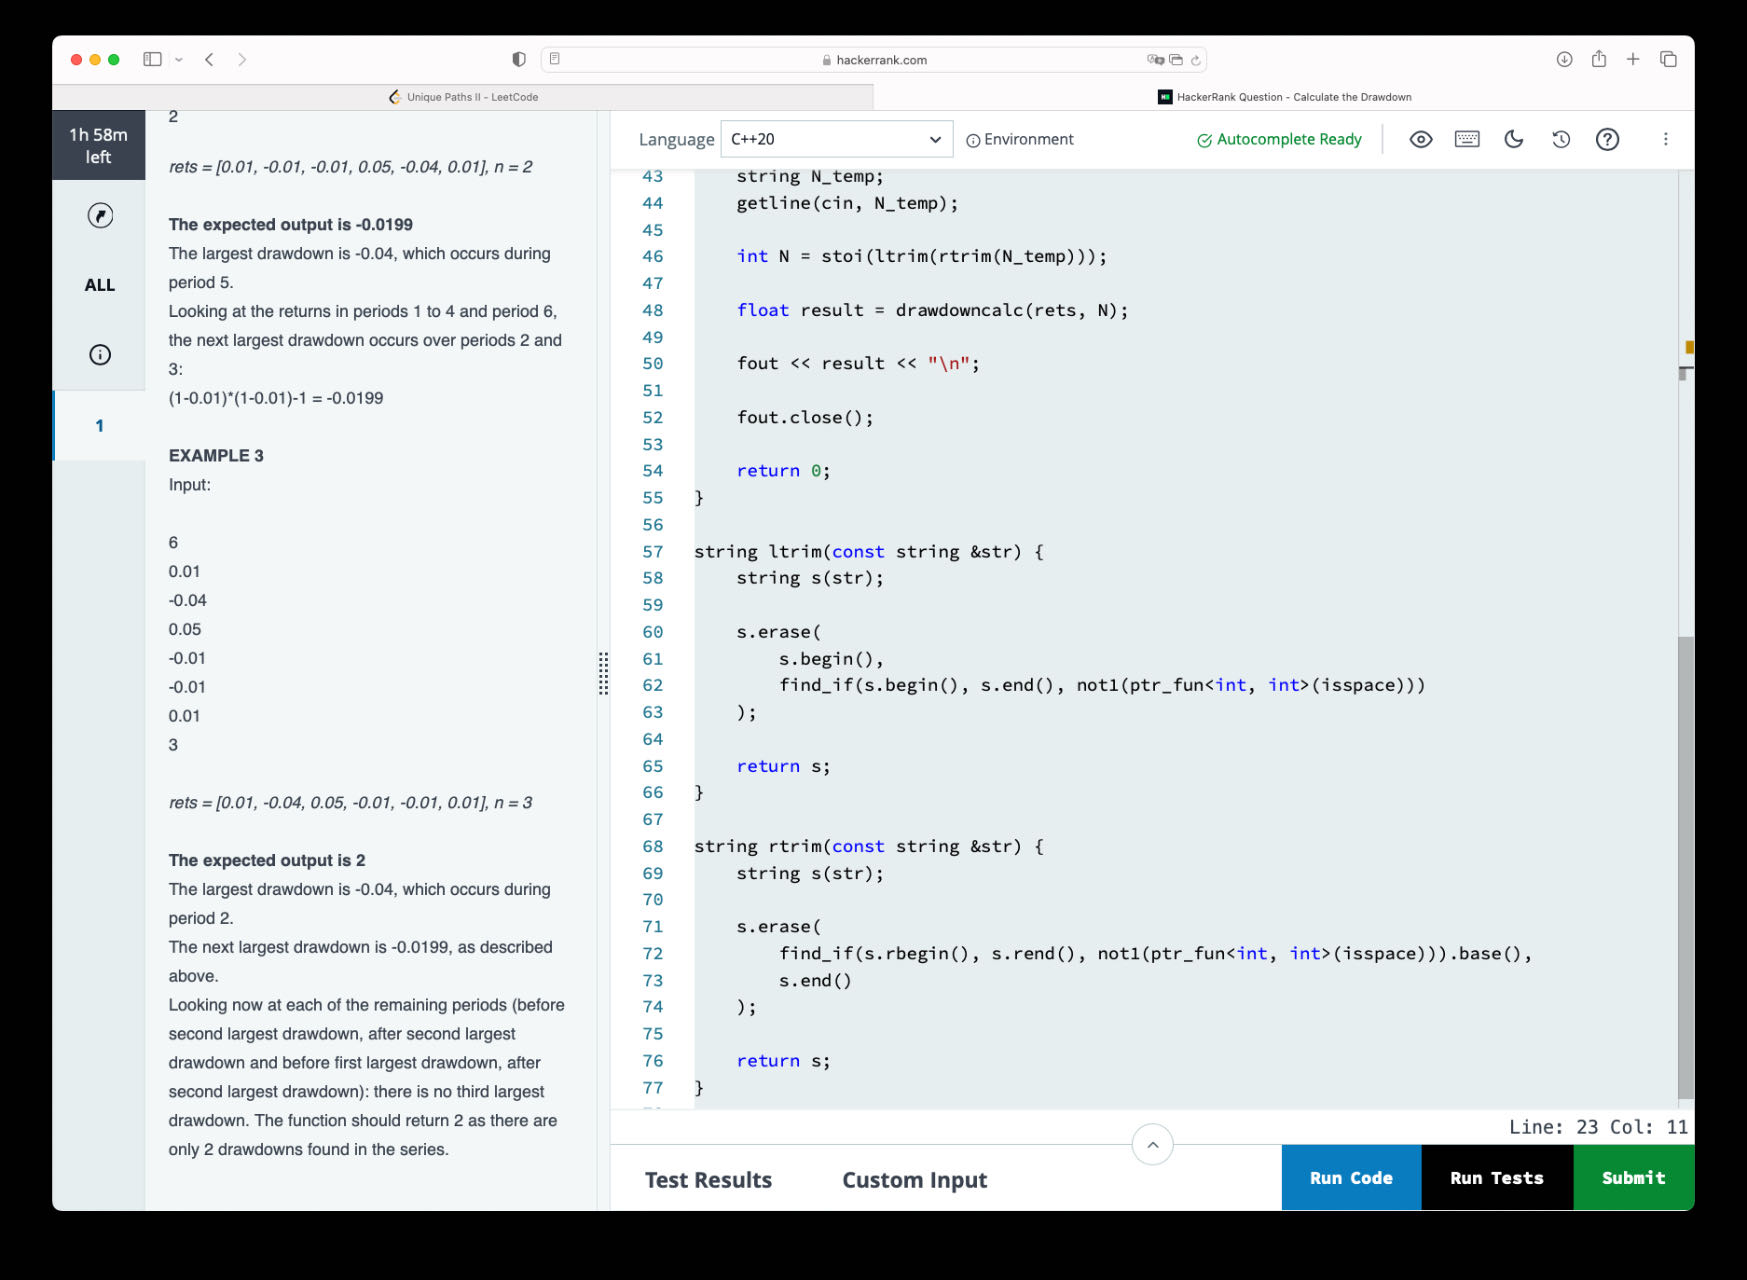 hackerrank.com
Unique Paths II - LeetCode
HackerRank Question - Calculate the Drawdown
1h 58m
left
ALL
1
2
rets = [0.01, -0.01, -0.01, 0.05, -0.04, 0.01], n = 2
The expected output is -0.0199
The largest drawdown is -0.04, which occurs during
period 5.
Looking at the returns in periods 1 to 4 and period 6,
the next largest drawdown occurs over periods 2 and
3:
(1-0.01)*(1-0.01)-1 = -0.0199
EXAMPLE 3
Input:
6
0.01
-0.04
0.05
-0.01
-0.01
0.01
3
rets = [0.01, -0.04, 0.05, -0.01, -0.01, 0.01], n = 3
The expected output is 2
The largest drawdown is -0.04, which occurs during
period 2.
The next largest drawdown is -0.0199, as described
above.
Looking now at each of the remaining periods (before
second largest drawdown, after second largest
drawdown and before first largest drawdown, after
second largest drawdown): there is no third largest
drawdown. The function should return 2 as there are
only 2 drawdowns found in the series.
Language C++20 Environment Autocomplete Ready
43 string N_temp;
44 getline(cin, N_temp);
45
46 int N = stoi(ltrim(rtrim(N_temp)));
47
48 float result = drawdowncalc(rets, N);
49
50 fout << result << "\n";
51
52 fout.close();
53
54 return 0;
55 }
56
57 string ltrim(const string &str) {
58 string s(str);
59
60 s.erase(
61 s.begin(),
62 find_if(s.begin(), s.end(), not1(ptr_fun<int, int>(isspace)))
63 );
64
65 return s;
66 }
67
68 string rtrim(const string &str) {
69 string s(str);
70
71 s.erase(
72 find_if(s.rbegin(), s.rend(), not1(ptr_fun<int, int>(isspace))).base(),
73 s.end()
74 );
75
76 return s;
77 }
Line: 23 Col: 11
Test Results Custom Input Run Code Run Tests Submit